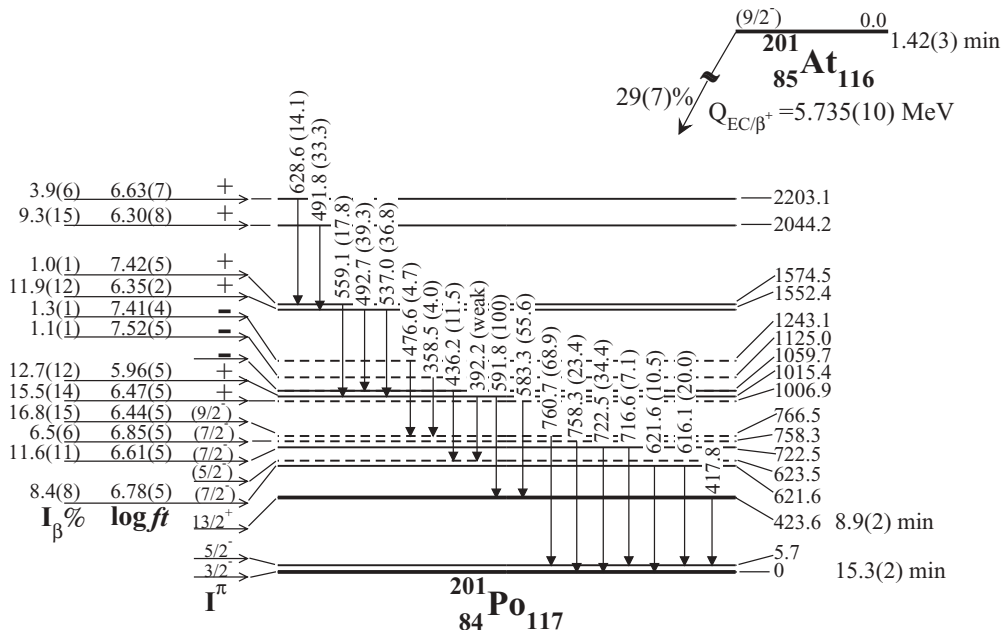 (9/2⁻) 0.0
1.42(3) min
²⁰¹₈₅At₁₁₆
29(7)%
Q_EC/β⁺ =5.735(10) MeV
628.6 (14.1)
491.8 (33.3)
559.1 (17.8)
492.7 (39.3)
537.0 (36.8)
476.6 (4.7)
358.5 (4.0)
436.2 (11.5)
392.2 (weak)
591.8 (100)
583.3 (55.6)
760.7 (68.9)
758.3 (23.4)
722.5 (34.4)
716.6 (7.1)
621.6 (10.5)
616.1 (20.0)
417.8
3.9(6) 6.63(7) + 2203.1
9.3(15) 6.30(8) + 2044.2
1.0(1) 7.42(5) + 1574.5
11.9(12) 6.35(2) + 1552.4
1.3(1) 7.41(4) - 1243.1
1.1(1) 7.52(5) - 1125.0
- 1059.7
12.7(12) 5.96(5) + 1015.4
15.5(14) 6.47(5) + 1006.9
16.8(15) 6.44(5) (9/2⁻) 766.5
6.5(6) 6.85(5) (7/2⁻) 758.3
11.6(11) 6.61(5) (7/2⁻) 722.5
(5/2⁻) 623.5
8.4(8) 6.78(5) (7/2⁻) 621.6
I_β% log ft 13/2⁺ 423.6 8.9(2) min
5/2⁻ 5.7
3/2⁻ 0 15.3(2) min
I^π
²⁰¹₈₄Po₁₁₇